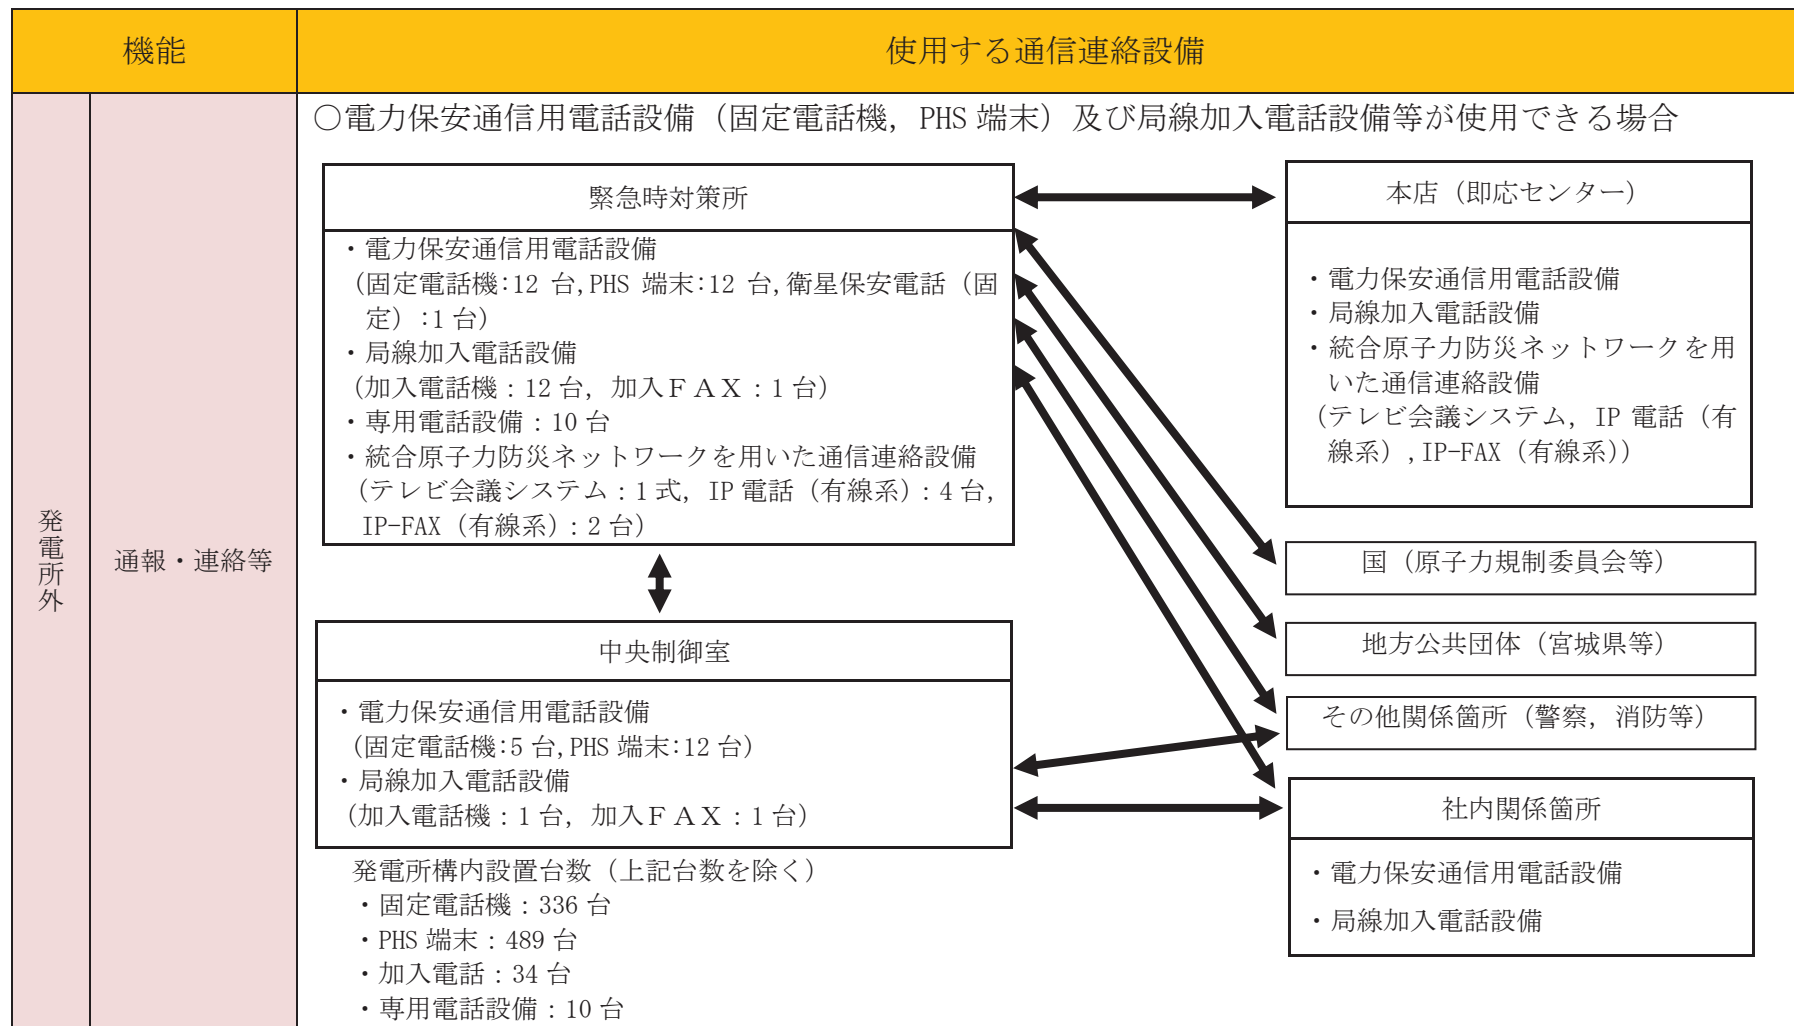 機能
使用する通信連絡設備
発電所外
通報・連絡等
○電力保安通信用電話設備（固定電話機，PHS 端末）及び局線加入電話設備等が使用できる場合
緊急時対策所
・電力保安通信用電話設備
(固定電話機:12 台,PHS 端末:12 台,衛星保安電話（固
定）:1 台)
・局線加入電話設備
(加入電話機：12 台，加入ＦＡＸ：1 台)
・専用電話設備：10 台
・統合原子力防災ネットワークを用いた通信連絡設備
(テレビ会議システム：1 式，IP 電話（有線系）：4 台，
IP-FAX（有線系）：2 台)
中央制御室
・電力保安通信用電話設備
(固定電話機:5 台,PHS 端末:12 台)
・局線加入電話設備
(加入電話機：1 台，加入ＦＡＸ：1 台)
発電所構内設置台数（上記台数を除く）
・固定電話機：336 台
・PHS 端末：489 台
・加入電話：34 台
・専用電話設備：10 台
本店（即応センター）
・電力保安通信用電話設備
・局線加入電話設備
・統合原子力防災ネットワークを用
いた通信連絡設備
(テレビ会議システム，IP 電話（有
線系）,IP-FAX（有線系）)
国（原子力規制委員会等）
地方公共団体（宮城県等）
その他関係箇所（警察，消防等）
社内関係箇所
・電力保安通信用電話設備
・局線加入電話設備